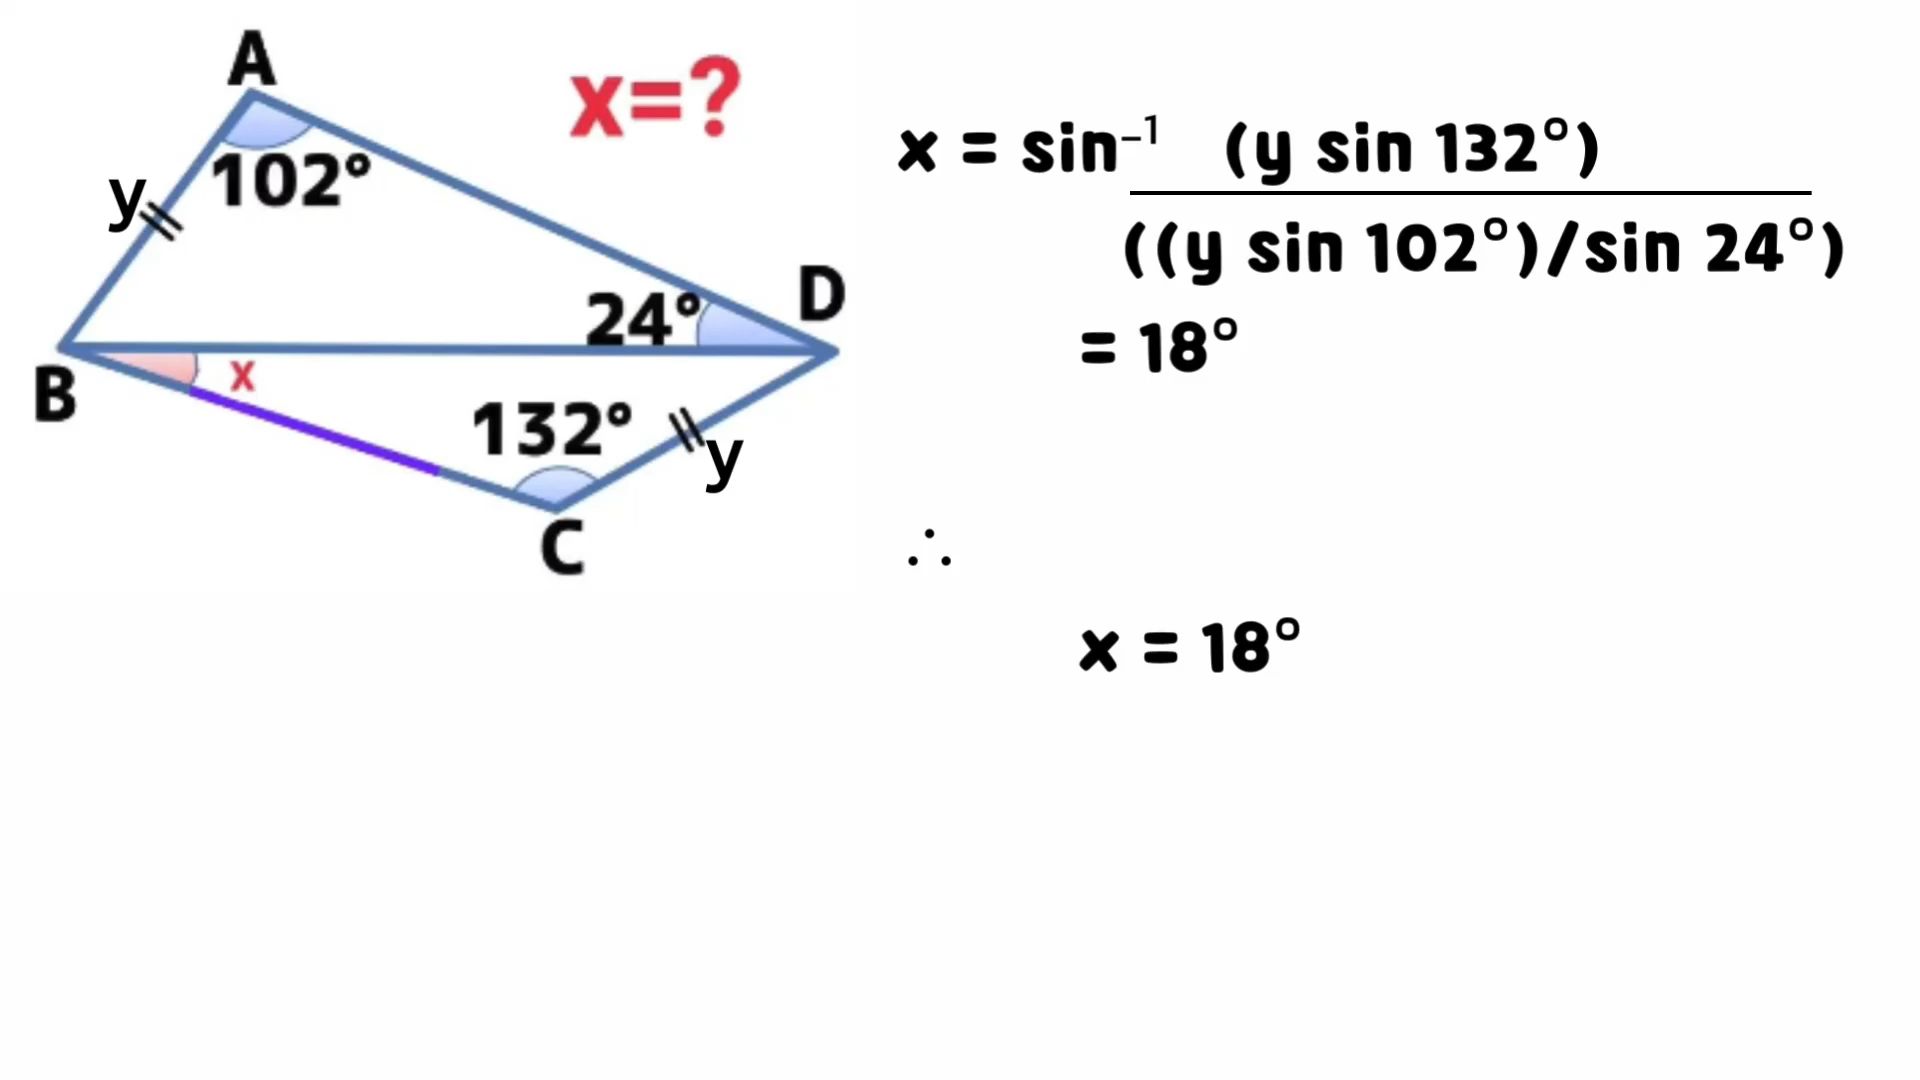 A
x=?
102°
y
24°
D
B
x
132°
y
C
x = sin⁻¹ (y sin 132°)
((y sin 102°)/sin 24°)
= 18°
∴
x = 18°